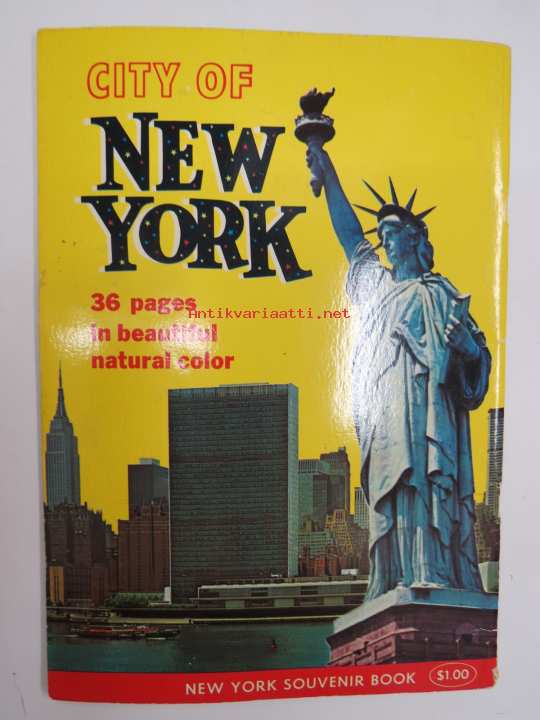 CITY OF
NEW
YORK
36 pages
Antikvariaatti.net
in beautiful
natural color
NEW YORK SOUVENIR BOOK $1.00